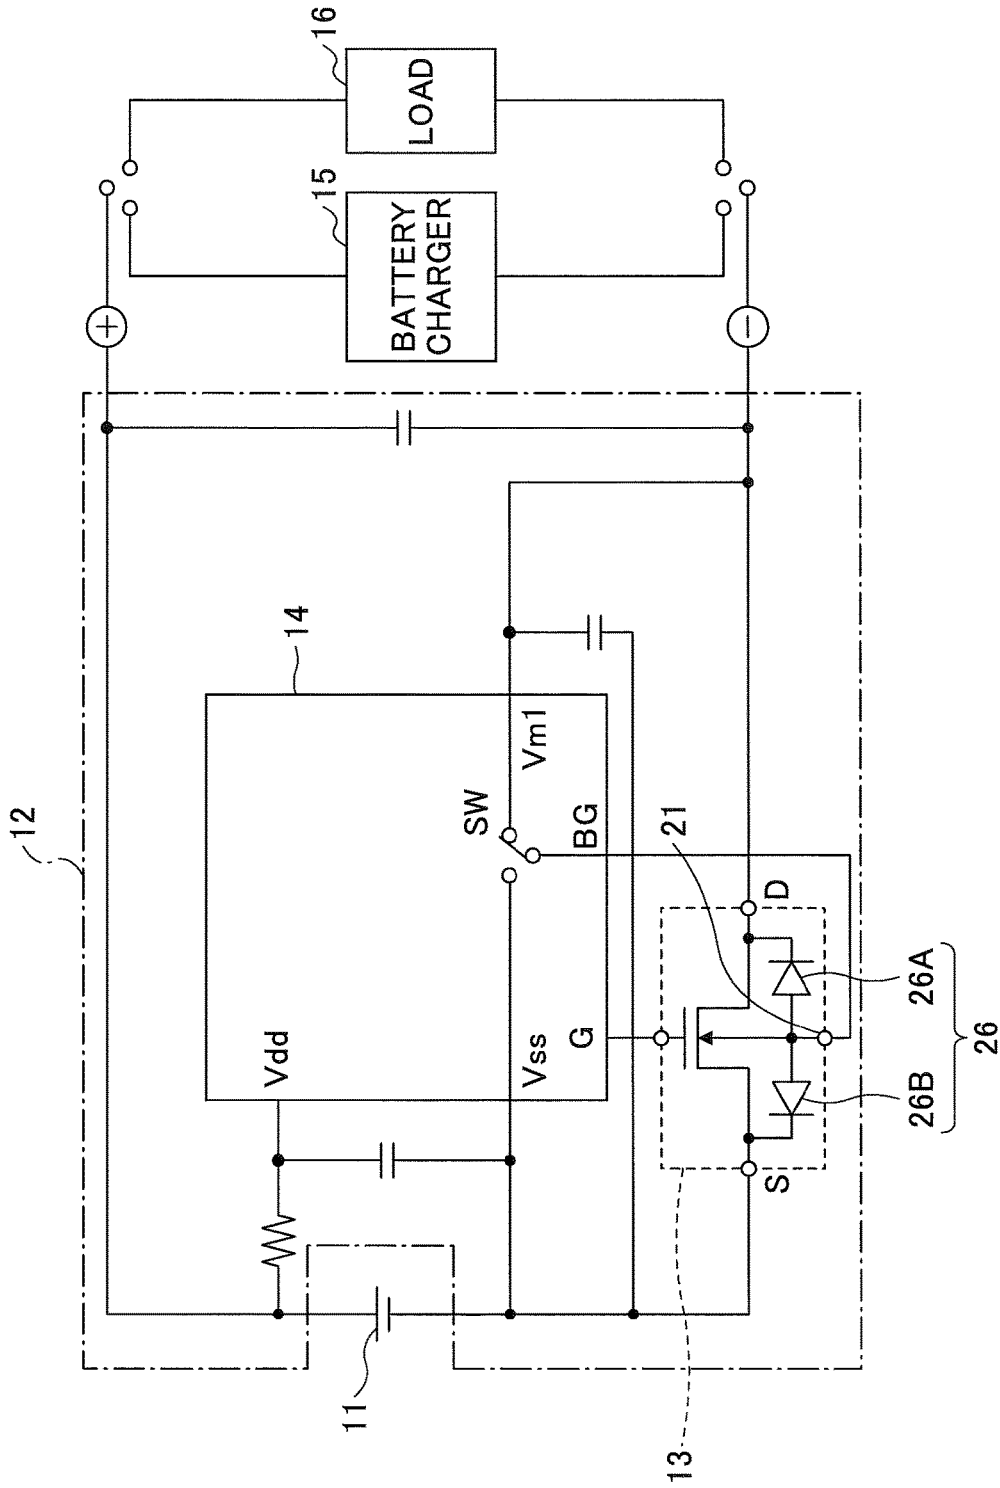 12
14
Vdd
Vss
Vm1
SW
BG
G
11
13
S
D
21
26A
26B
26
+
−
15
BATTERY
CHARGER
16
LOAD